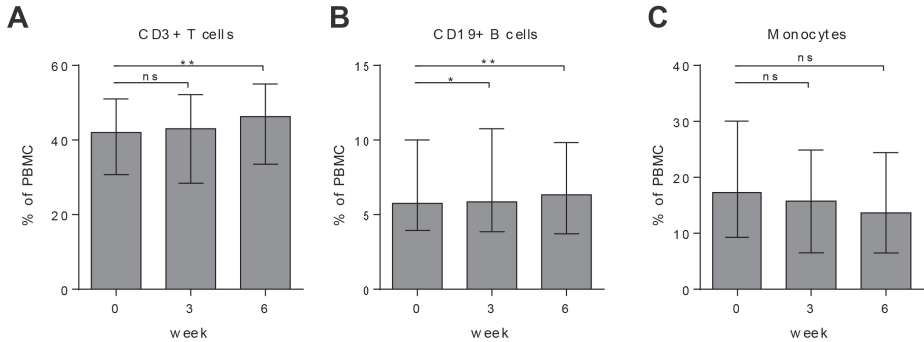 A
CD3+ T cells
60
40
20
0
% of PBMC
**
ns
0 3 6
week
B
CD19+ B cells
15
10
5
0
% of PBMC
**
*
0 3 6
week
C
Monocytes
40
30
20
10
0
% of PBMC
ns
ns
0 3 6
week